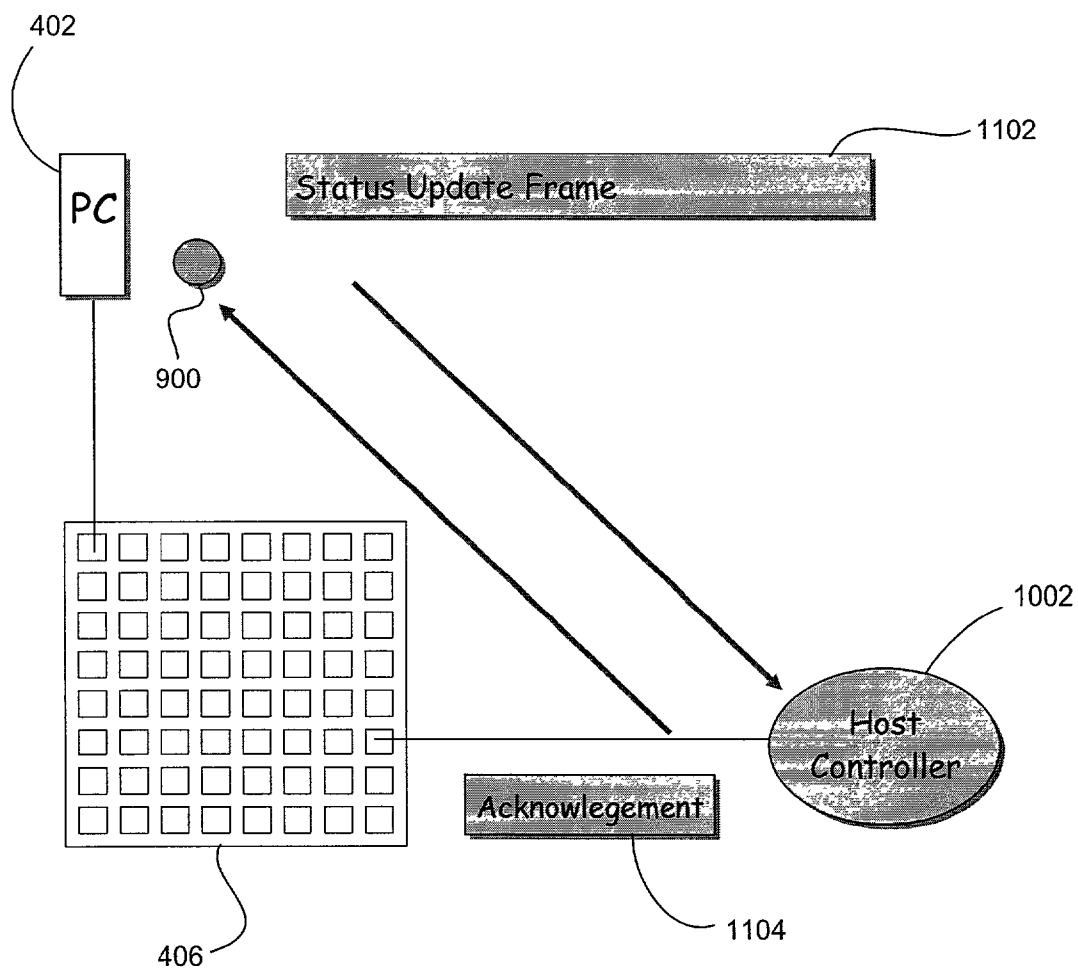 402
1102
PC
Status Update Frame
900
1002
Host
Controller
Acknowlegement
406
1104